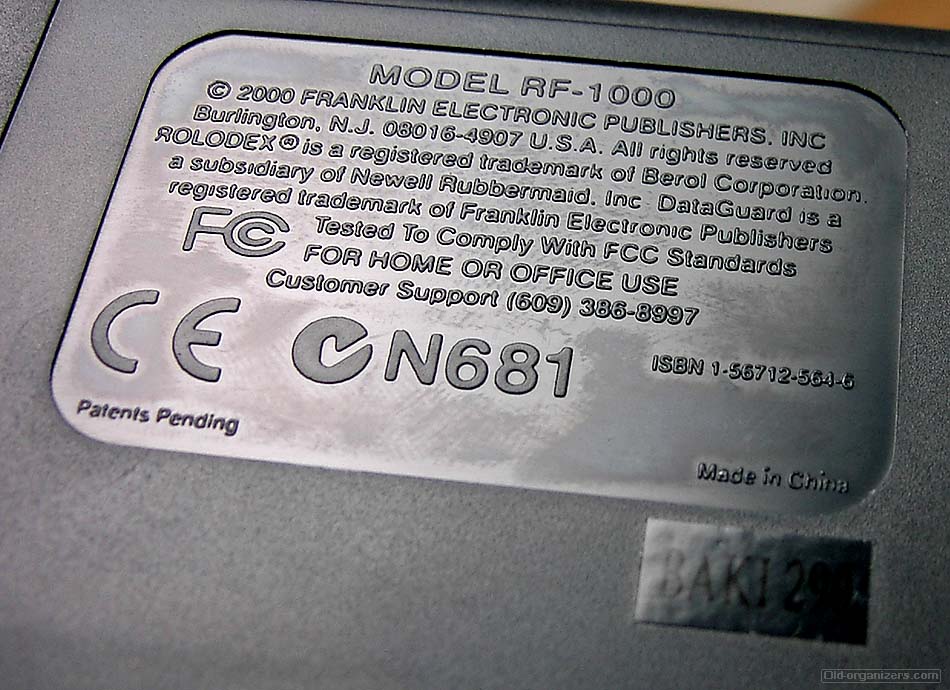 MODEL RF-1000
© 2000 FRANKLIN ELECTRONIC PUBLISHERS, INC
Burlington, N.J. 08016-4907 U.S.A. All rights reserved
ROLODEX® is a registered trademark of Berol Corporation,
a subsidiary of Newell Rubbermaid, Inc DataGuard is a
registered trademark of Franklin Electronic Publishers
FC Tested To Comply With FCC Standards
FOR HOME OR OFFICE USE
Customer Support (609) 386-8997
CE N681 ISBN 1-56712-564-6
Patents Pending
Made in China
BAKI
Old-organizers.com